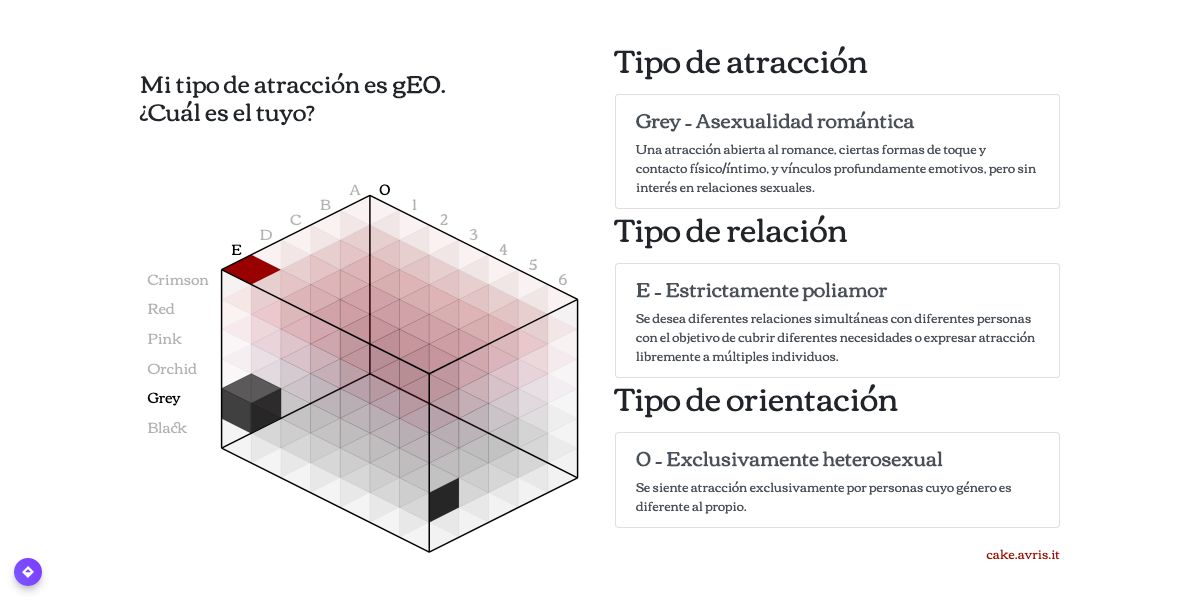 Mi tipo de atracción es gEO.
¿Cuál es el tuyo?
A O
B 1
C 2
D 3
E 4
5
6
Crimson
Red
Pink
Orchid
Grey
Black
Tipo de atracción
Grey - Asexualidad romántica
Una atracción abierta al romance, ciertas formas de toque y
contacto físico/íntimo, y vínculos profundamente emotivos, pero sin
interés en relaciones sexuales.
Tipo de relación
E - Estrictamente poliamor
Se desea diferentes relaciones simultáneas con diferentes personas
con el objetivo de cubrir diferentes necesidades o expresar atracción
libremente a múltiples individuos.
Tipo de orientación
O - Exclusivamente heterosexual
Se siente atracción exclusivamente por personas cuyo género es
diferente al propio.
cake.avris.it